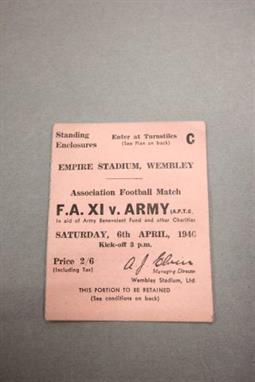 Standing Enter at Turnstiles C
Enclosures (See Plan on back)
EMPIRE STADIUM, WEMBLEY
Association Football Match
F.A. XI v. ARMY (A.P.T.C.)
In aid of Army Benevolent Fund and other Charities
SATURDAY, 6th APRIL, 1946
Kick-off 3 p.m.
Price 2/6
(Including Tax)
Managing Director
Wembley Stadium, Ltd.
THIS PORTION TO BE RETAINED
(See conditions on back)